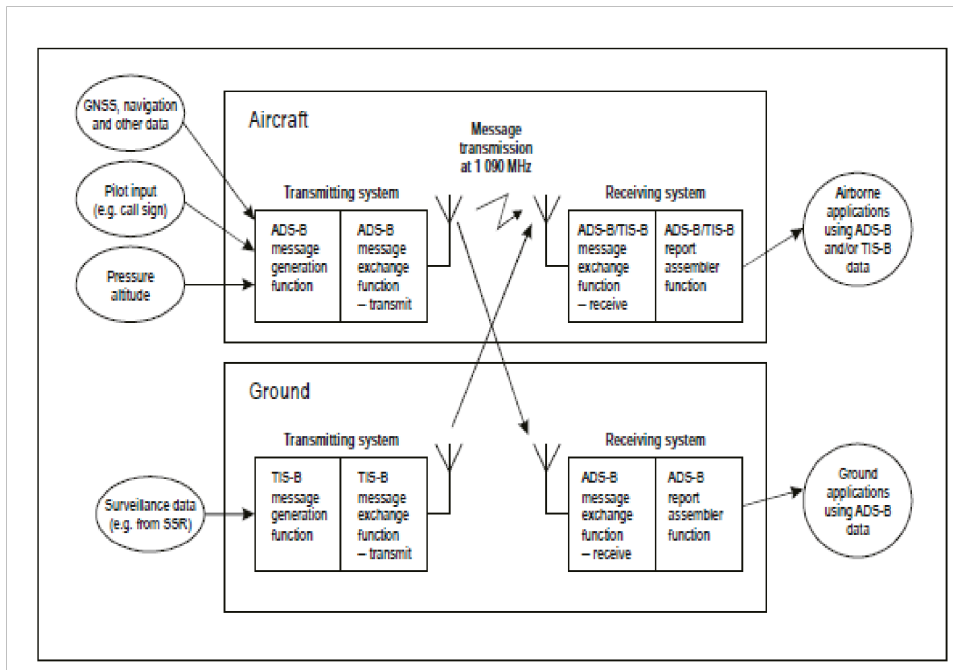 GNSS, navigation
and other data
Pilot input
(e.g. call sign)
Pressure
altitude
Aircraft
Message
transmission
at 1 090 MHz
Transmitting system
ADS-B
message
generation
function
ADS-B
message
exchange
function
– transmit
Receiving system
ADS-B/TIS-B
message
exchange
function
– receive
ADS-B/TIS-B
report
assembler
function
Airborne
applications
using ADS-B
and/or TIS-B
data
Ground
Surveillance data
(e.g. from SSR)
Transmitting system
TIS-B
message
generation
function
TIS-B
message
exchange
function
– transmit
Receiving system
ADS-B
message
exchange
function
– receive
ADS-B
report
assembler
function
Ground
applications
using ADS-B
data